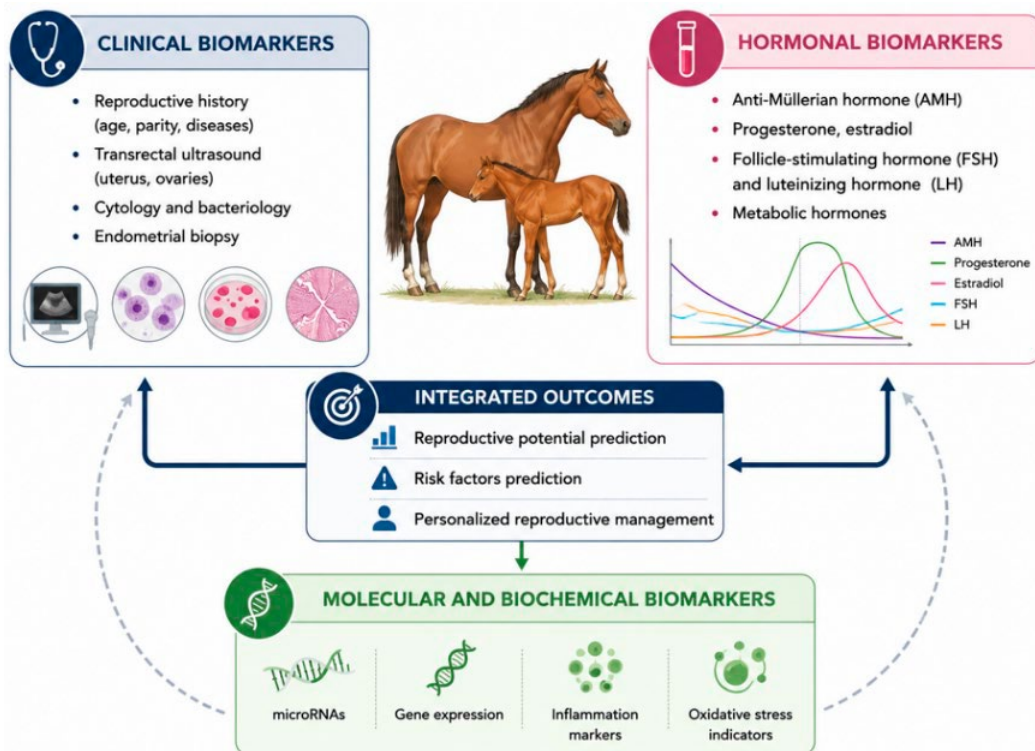 CLINICAL BIOMARKERS
• Reproductive history
(age, parity, diseases)
• Transrectal ultrasound
(uterus, ovaries)
• Cytology and bacteriology
• Endometrial biopsy
HORMONAL BIOMARKERS
• Anti-Müllerian hormone (AMH)
• Progesterone, estradiol
• Follicle-stimulating hormone (FSH)
and luteinizing hormone (LH)
• Metabolic hormones
AMH
Progesterone
Estradiol
FSH
LH
INTEGRATED OUTCOMES
Reproductive potential prediction
Risk factors prediction
Personalized reproductive management
MOLECULAR AND BIOCHEMICAL BIOMARKERS
microRNAs
Gene expression
Inflammation
markers
Oxidative stress
indicators